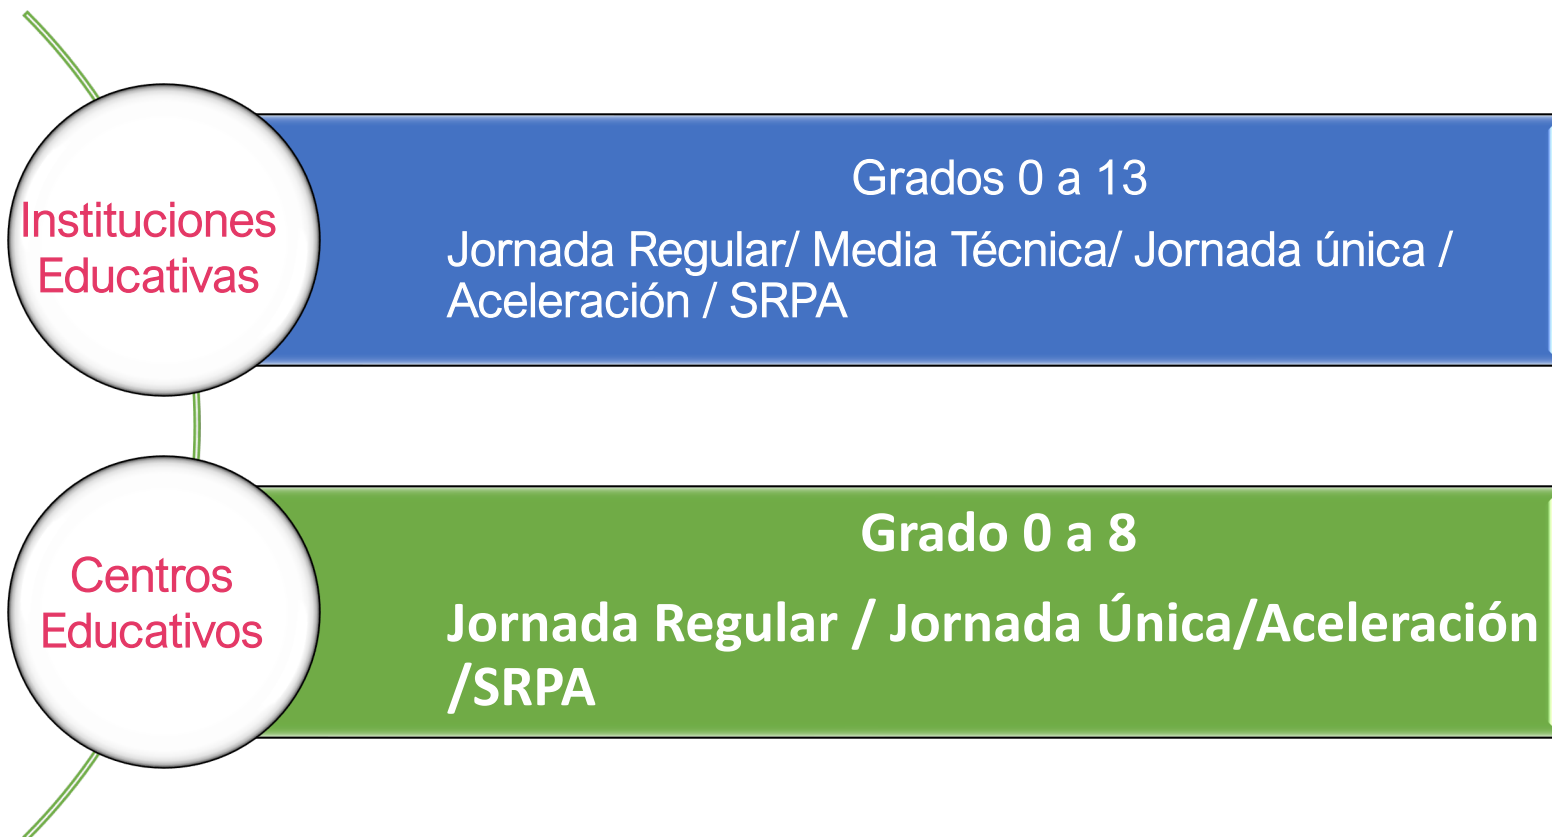 Instituciones
Educativas
Grados 0 a 13
Jornada Regular/ Media Técnica/ Jornada única /
Aceleración / SRPA
Centros
Educativos
Grado 0 a 8
Jornada Regular / Jornada Única/Aceleración
/SRPA